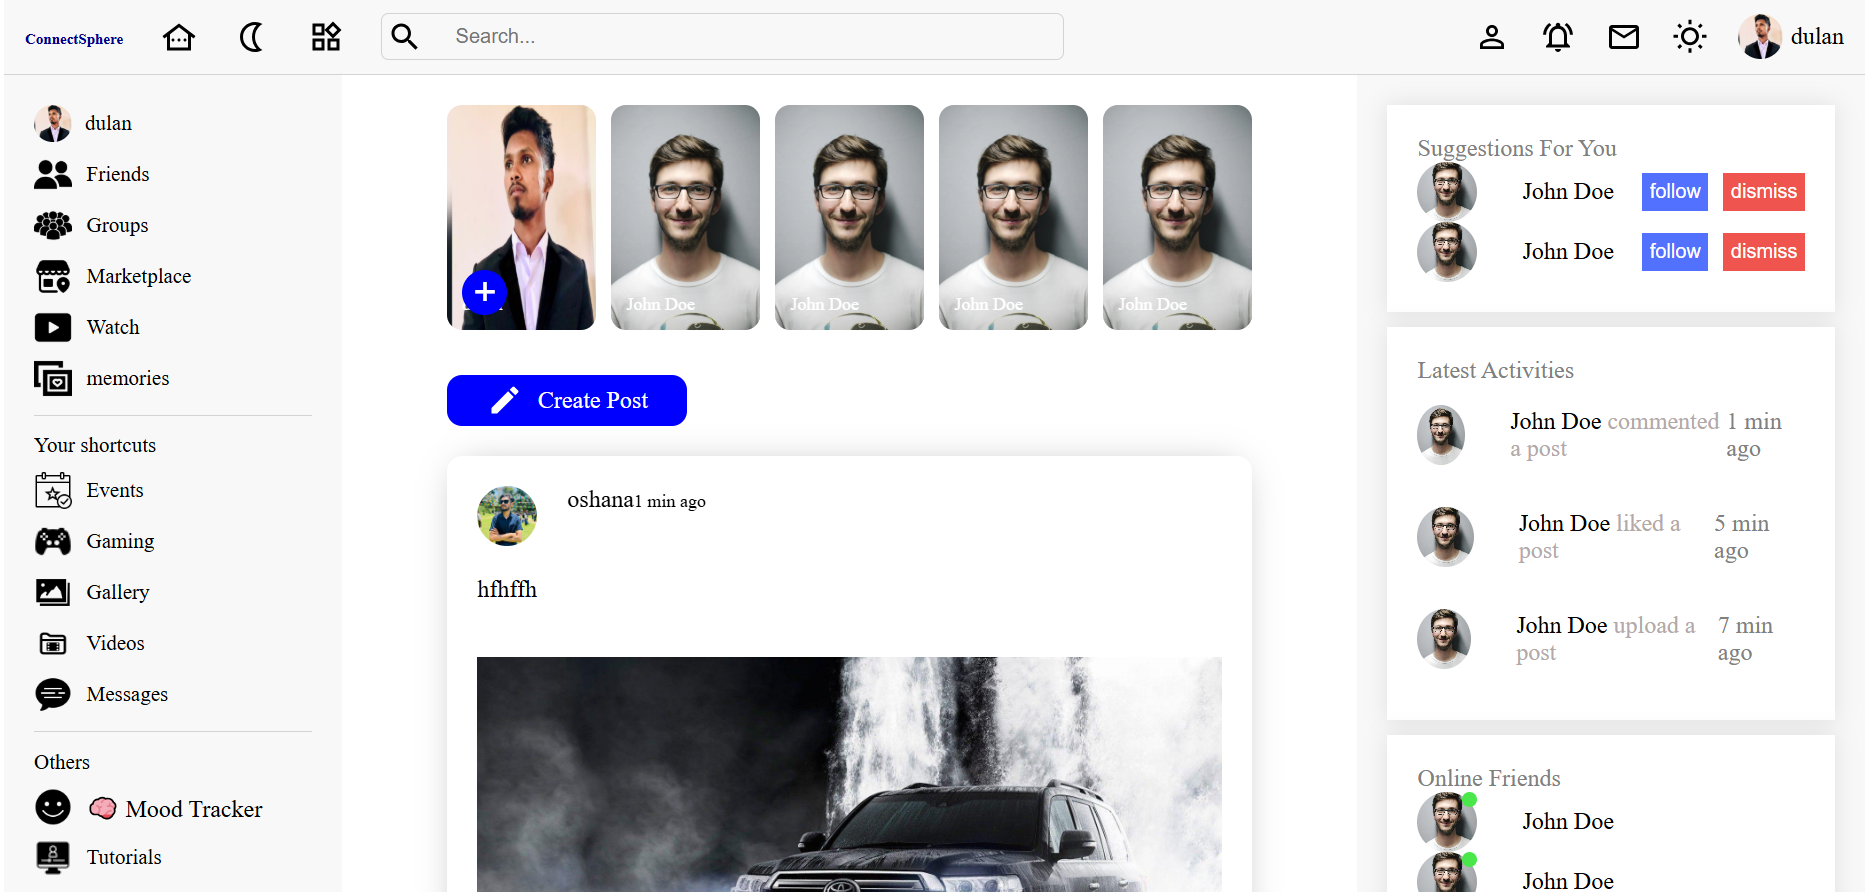 ConnectSphere
Search...
dulan
dulan
Friends
Groups
Marketplace
Watch
memories
Your shortcuts
Events
Gaming
Gallery
Videos
Messages
Others
Mood Tracker
Tutorials
John Doe
John Doe
John Doe
John Doe
Create Post
oshana1 min ago
hfhffh
Suggestions For You
John Doe follow dismiss
John Doe follow dismiss
Latest Activities
John Doe commented 1 min
a post ago
John Doe liked a 5 min
post ago
John Doe upload a 7 min
post ago
Online Friends
John Doe
John Doe